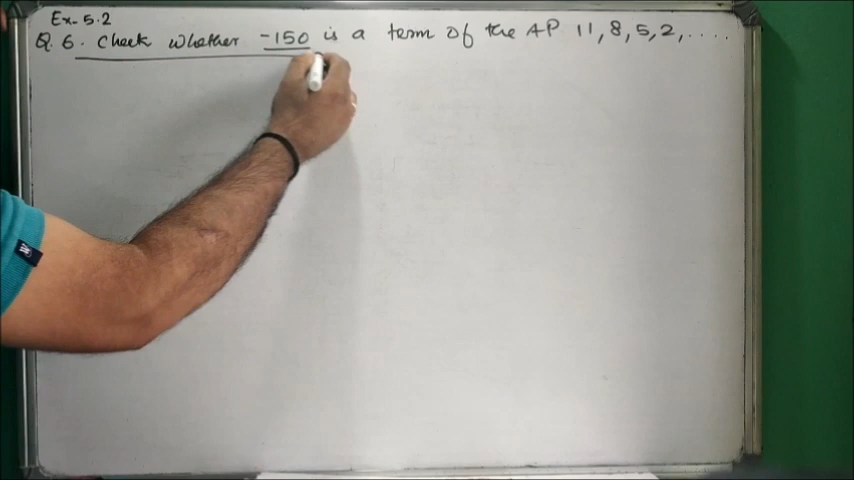 Ex-5.2
Q.6. Check whether -150 is a term of the AP 11,8,5,2,....